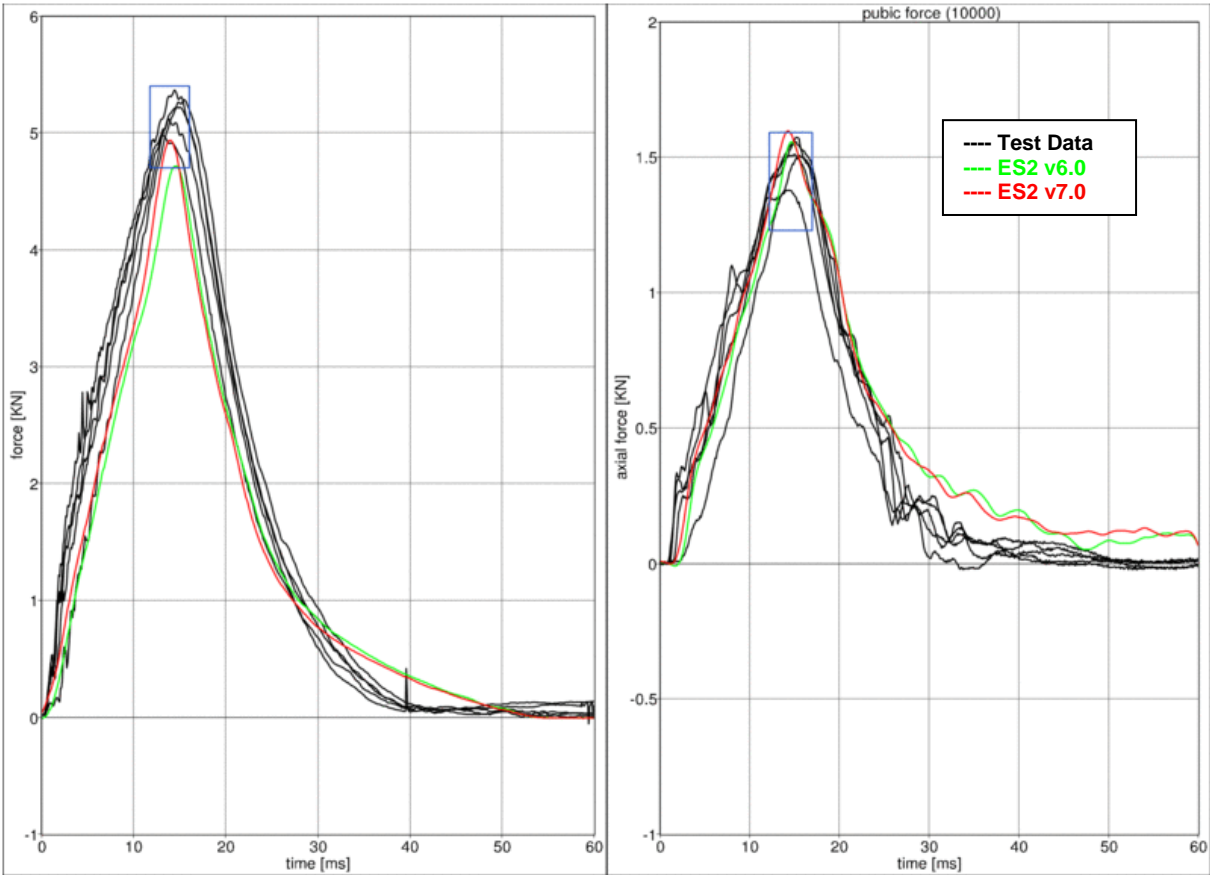 6
5
4
3
2
1
0
-1
force [KN]
0 10 20 30 40 50 60
time [ms]
pubic force (10000)
2
1.5
1
0.5
0
-0.5
-1
axial force [KN]
0 10 20 30 40 50 60
time [ms]
---- Test Data
---- ES2 v6.0
---- ES2 v7.0